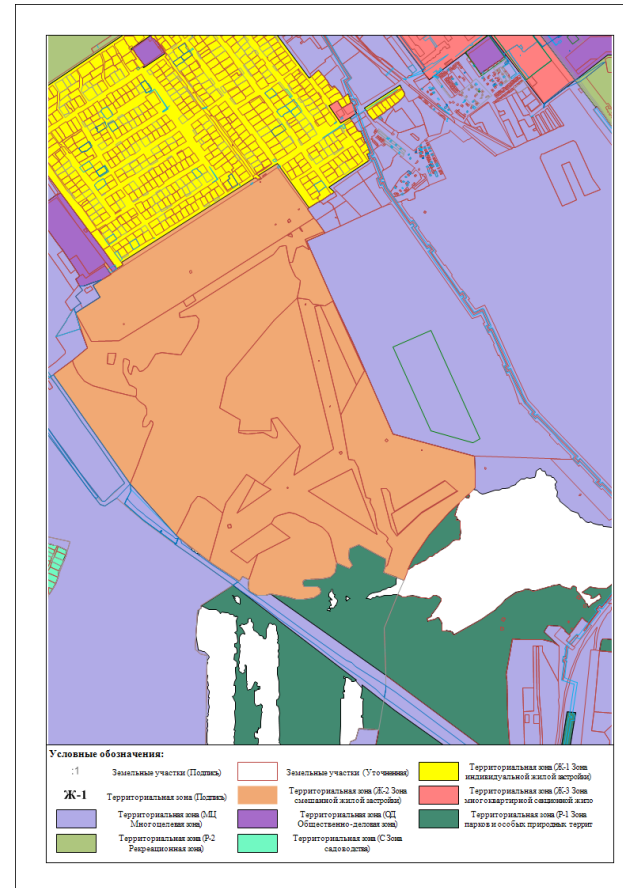 Условные обозначения:
:1 Земельные участки (Подпись)
Земельные участки (Уточненная)
Территориальная зона (Ж-1 Зона
индивидуальной жилой застройки)
Ж-1 Территориальная зона (Подпись)
Территориальная зона (Ж-2 Зона
смешанной жилой застройки)
Территориальная зона (Ж-3 Зона
многоквартирной секционной жило
Территориальная зона (МЦ
Многоцелевая зона)
Территориальная зона (ОД
Общественно-деловая зона)
Территориальная зона (Р-1 Зона
парков и особых природных террит
Территориальная зона (Р-2
Рекреационная зона)
Территориальная зона (С Зона
садоводства)